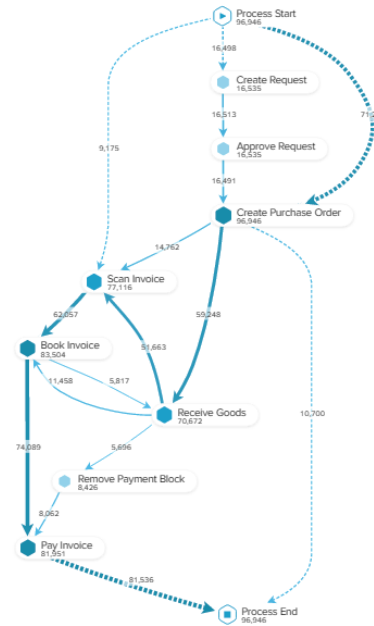 Process Start
96,946
16,498
Create Request
16,535
16,513
9,175
Approve Request
16,535
16,491
Create Purchase Order
96,946
14,762
Scan Invoice
77,116
62,057
59,248
51,663
Book Invoice
83,504
11,458
5,817
Receive Goods
70,672
10,700
74,089
5,696
Remove Payment Block
8,426
8,062
Pay Invoice
81,951
81,536
Process End
96,946